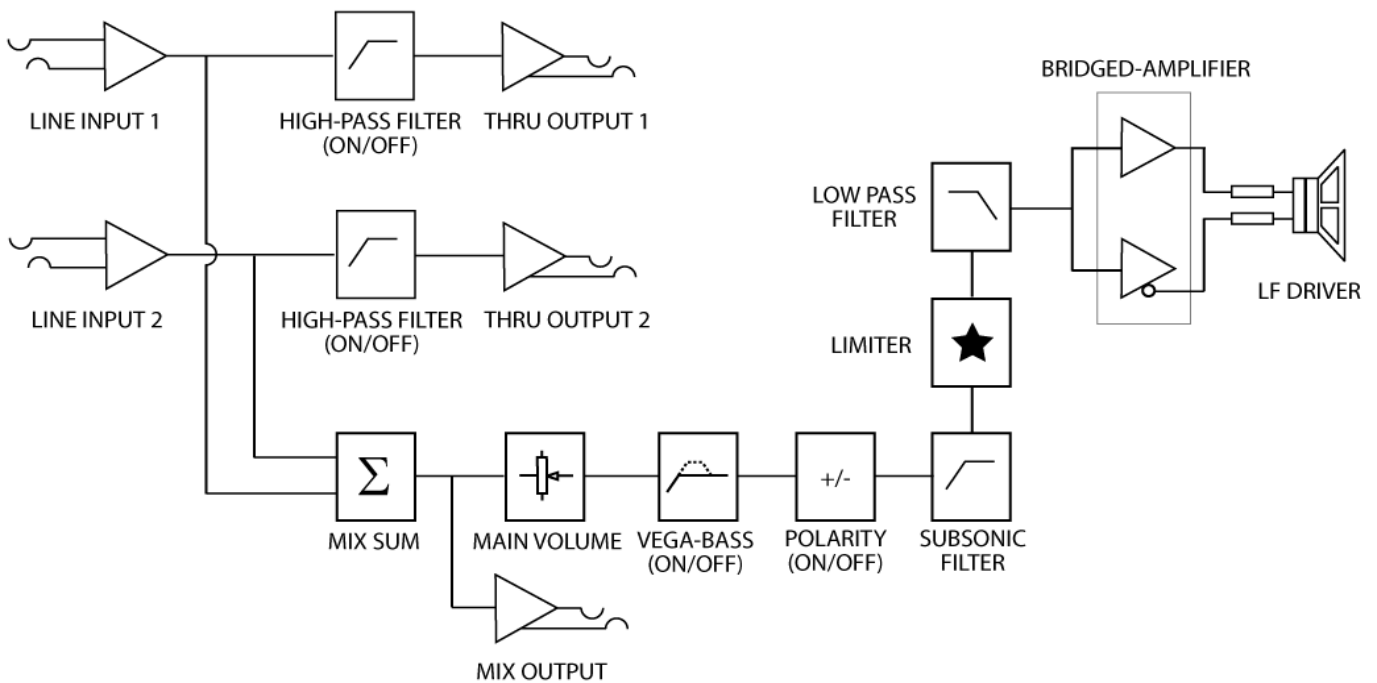 BRIDGED-AMPLIFIER
LINE INPUT 1
HIGH-PASS FILTER
(ON/OFF)
THRU OUTPUT 1
LOW PASS
FILTER
LINE INPUT 2
HIGH-PASS FILTER
(ON/OFF)
THRU OUTPUT 2
LF DRIVER
LIMITER
Σ
+/-
MIX SUM
MAIN VOLUME
VEGA-BASS
(ON/OFF)
POLARITY
(ON/OFF)
SUBSONIC
FILTER
MIX OUTPUT